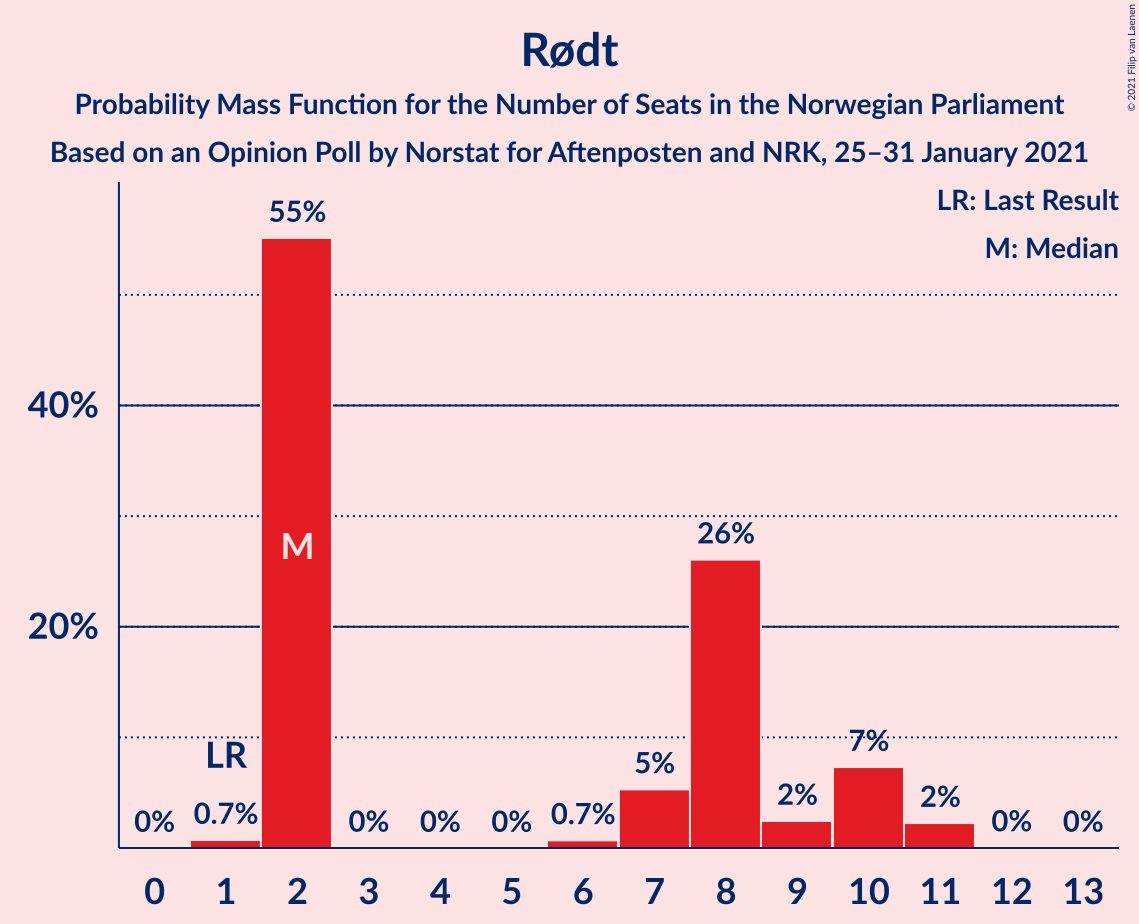 Rødt
Probability Mass Function for the Number of Seats in the Norwegian Parliament
Based on an Opinion Poll by Norstat for Aftenposten and NRK, 25–31 January 2021
© 2021 Filip van Laenen
LR: Last Result
M: Median
55%
40%
M
26%
20%
LR
7%
5%
0% 0.7% 0% 0% 0% 0.7% 2% 2% 0% 0%
0 1 2 3 4 5 6 7 8 9 10 11 12 13